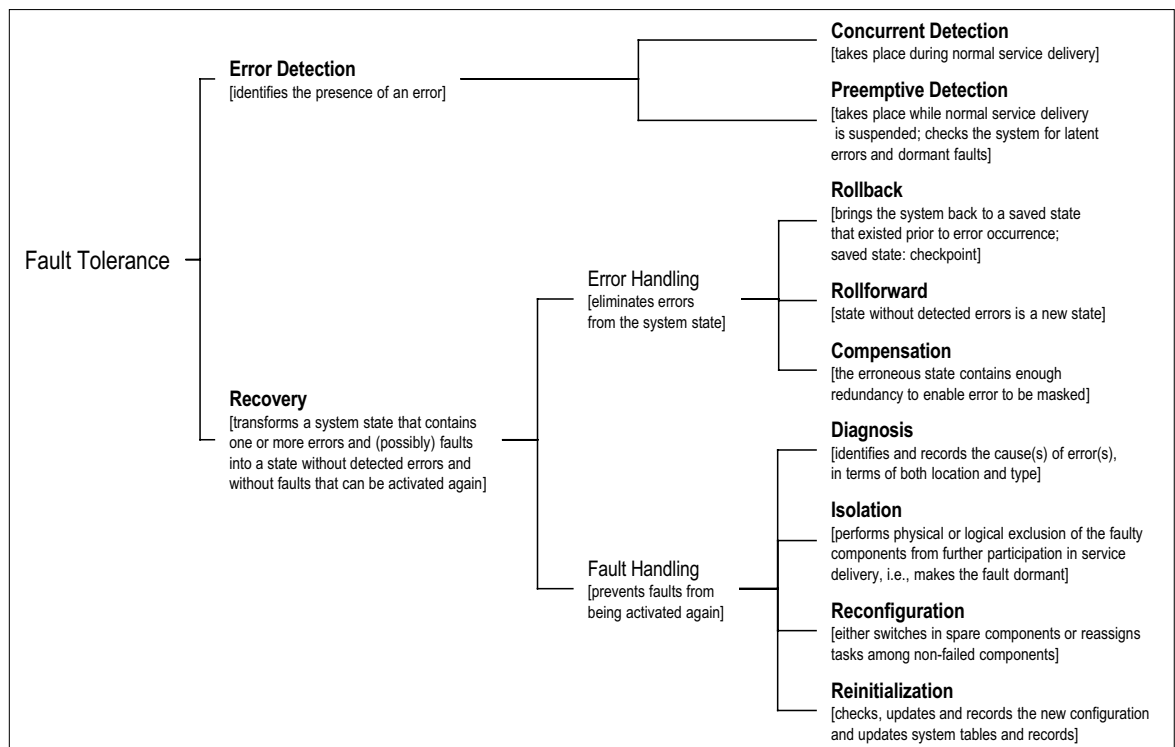 Fault Tolerance
Error Detection
[identifies the presence of an error]
Concurrent Detection
[takes place during normal service delivery]
Preemptive Detection
[takes place while normal service delivery
is suspended; checks the system for latent
errors and dormant faults]
Recovery
[transforms a system state that contains
one or more errors and (possibly) faults
into a state without detected errors and
without faults that can be activated again]
Error Handling
[eliminates errors
from the system state]
Rollback
[brings the system back to a saved state
that existed prior to error occurrence;
saved state: checkpoint]
Rollforward
[state without detected errors is a new state]
Compensation
[the erroneous state contains enough
redundancy to enable error to be masked]
Fault Handling
[prevents faults from
being activated again]
Diagnosis
[identifies and records the cause(s) of error(s),
in terms of both location and type]
Isolation
[performs physical or logical exclusion of the faulty
components from further participation in service
delivery, i.e., makes the fault dormant]
Reconfiguration
[either switches in spare components or reassigns
tasks among non-failed components]
Reinitialization
[checks, updates and records the new configuration
and updates system tables and records]